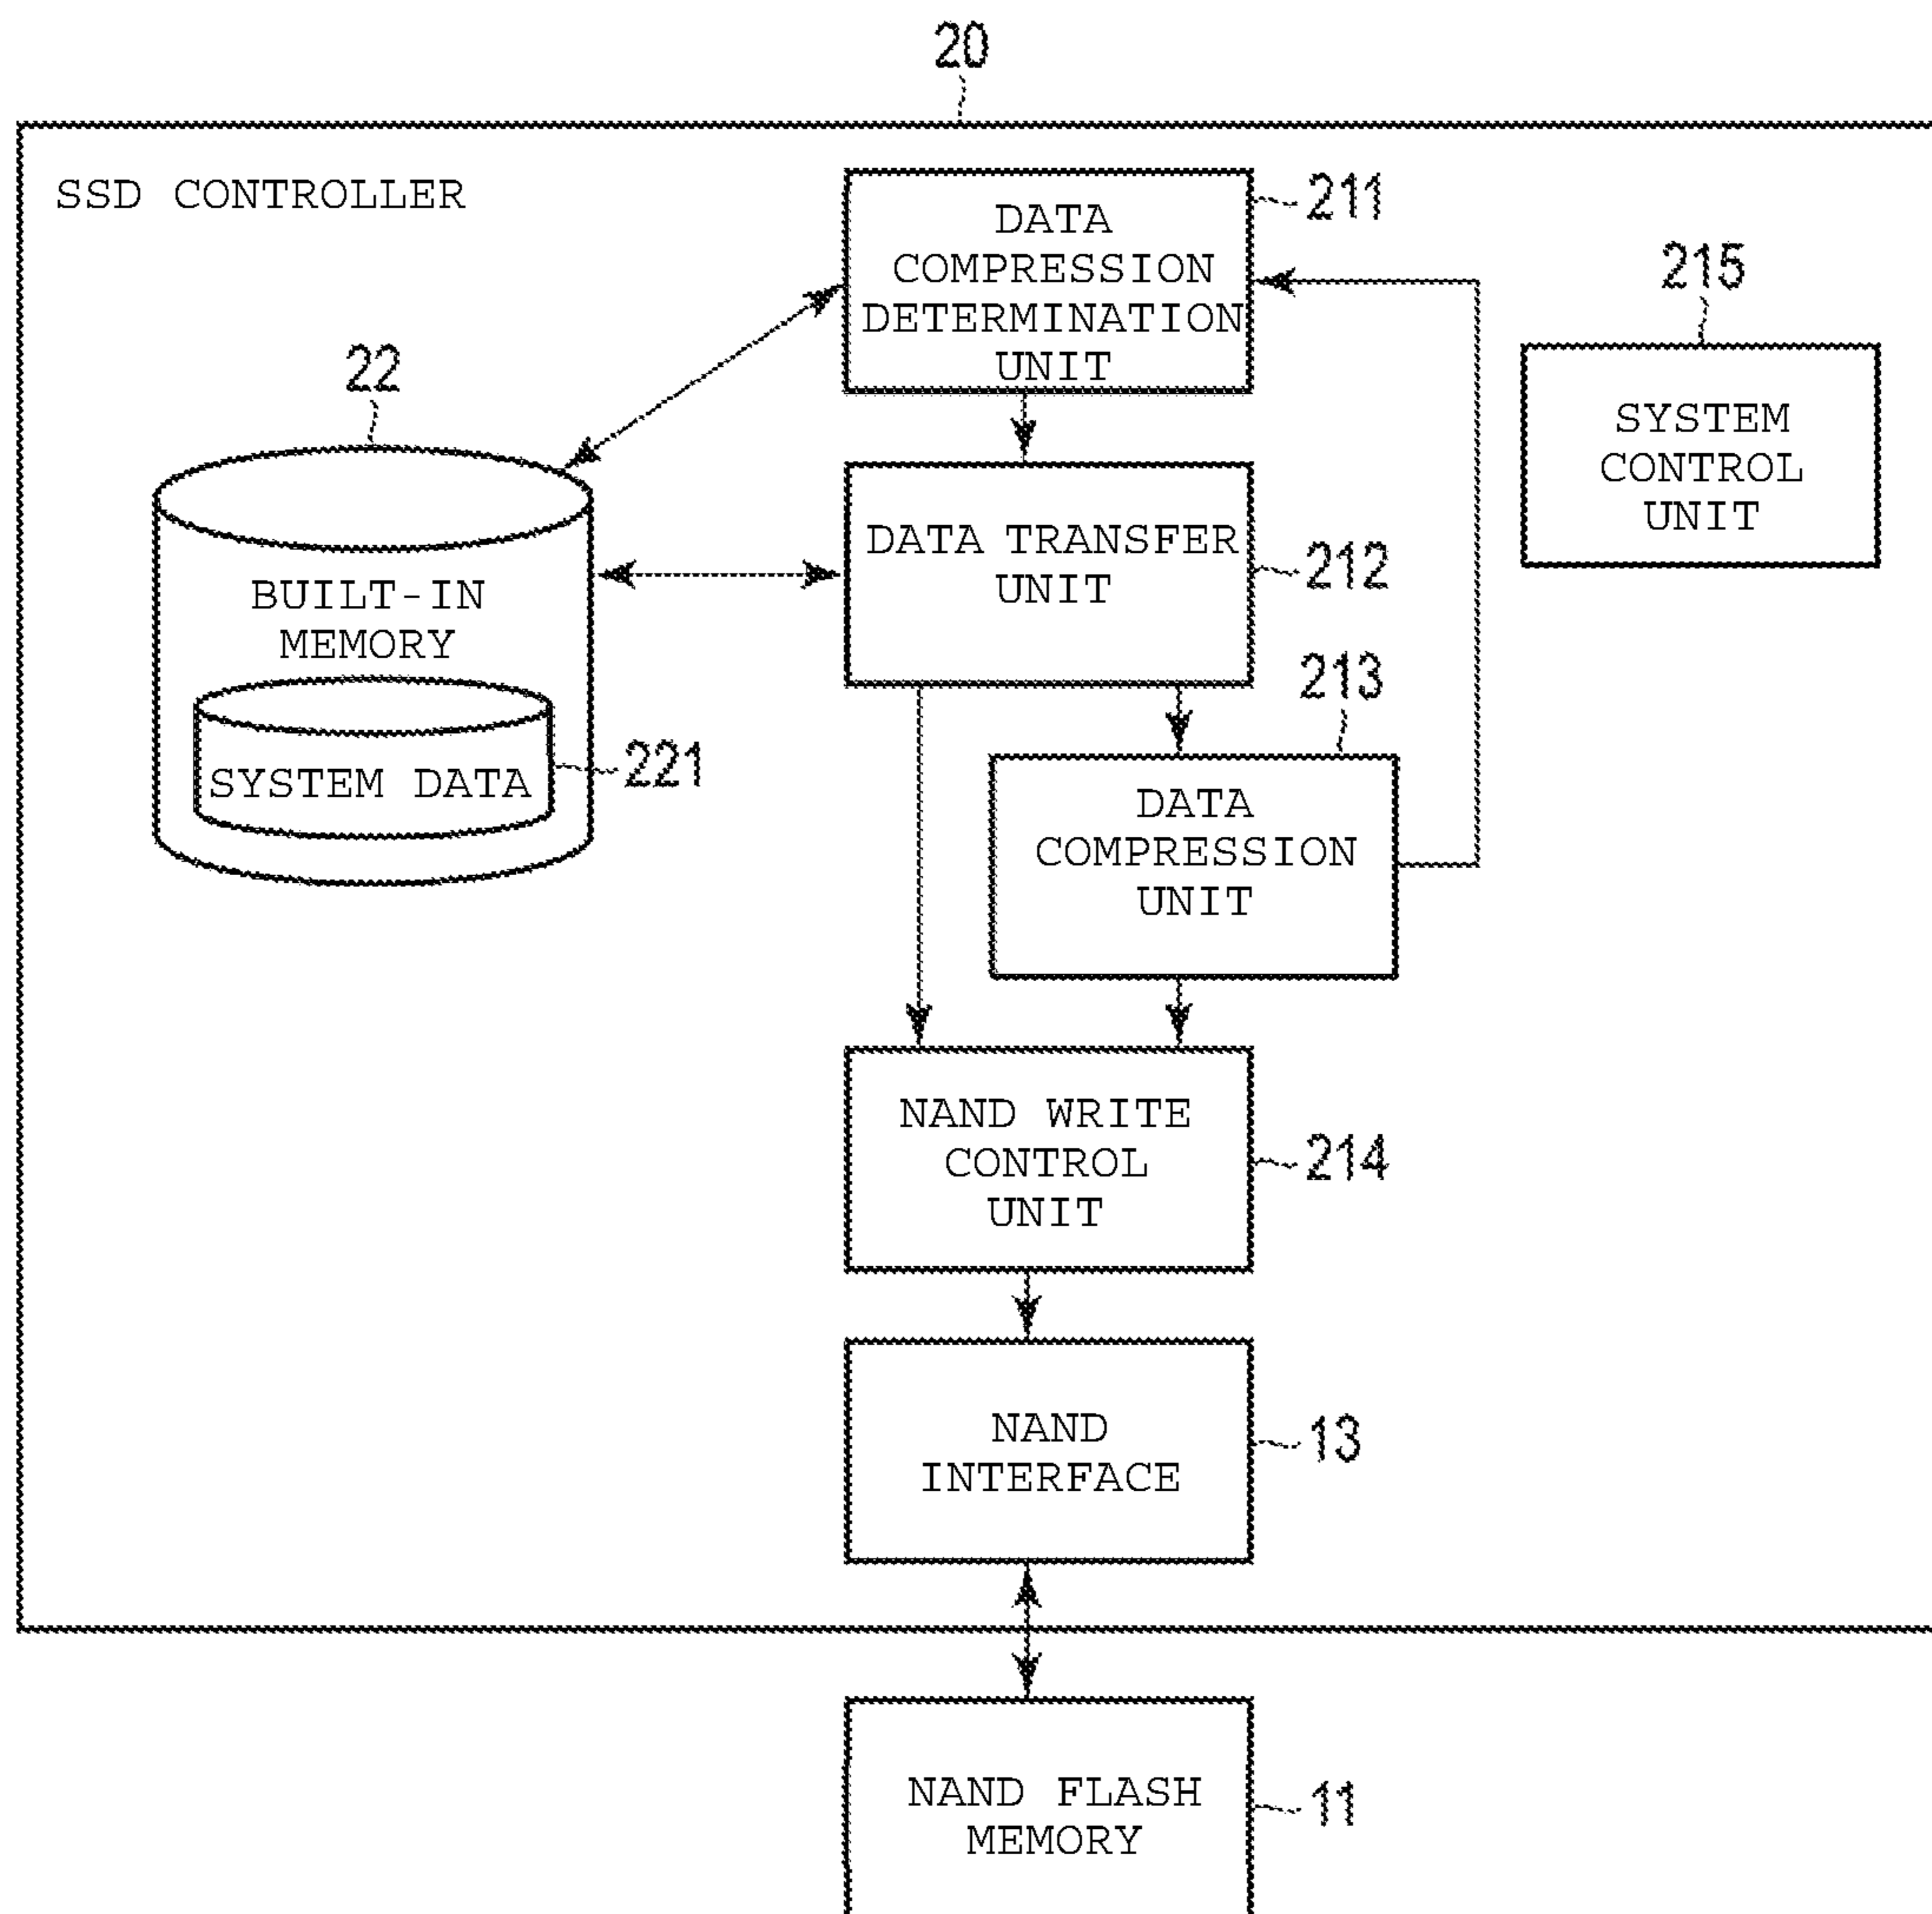 20
SSD CONTROLLER
211
DATA
COMPRESSION
DETERMINATION
UNIT
215
SYSTEM
CONTROL
UNIT
22
BUILT-IN
MEMORY
SYSTEM DATA
221
DATA TRANSFER
UNIT
212
213
DATA
COMPRESSION
UNIT
NAND WRITE
CONTROL
UNIT
214
NAND
INTERFACE
13
NAND FLASH
MEMORY
11